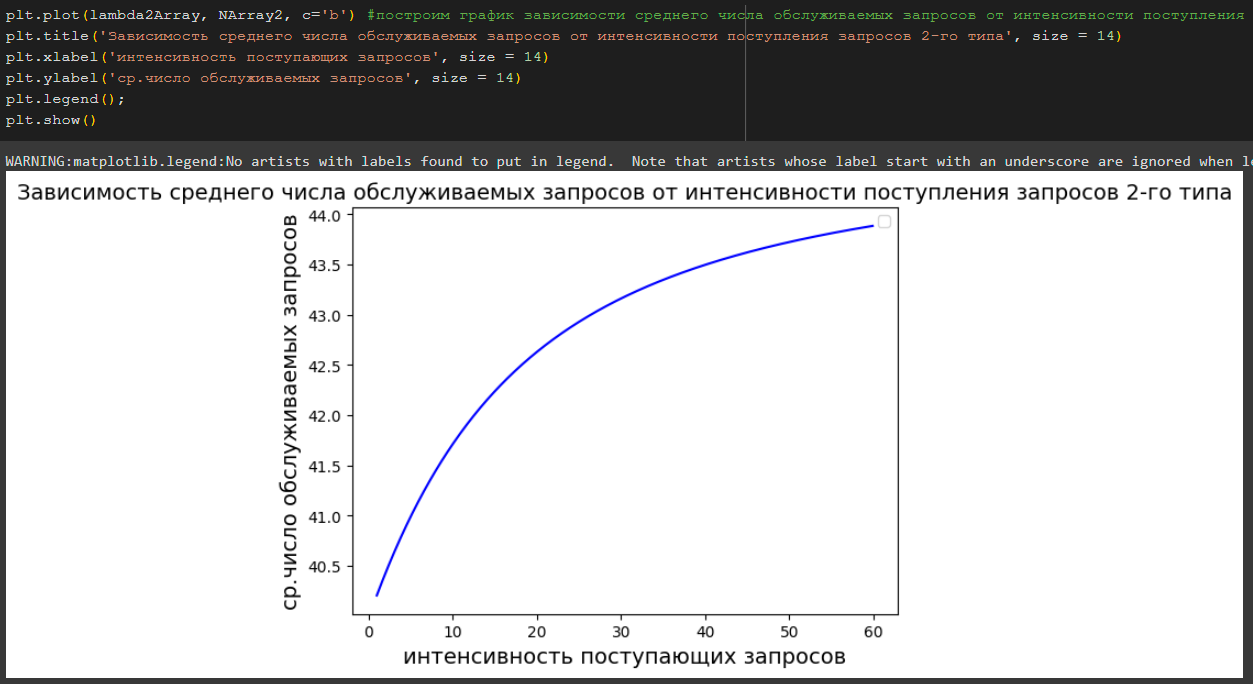 plt.plot(lambda2Array, NArray2, c='b') #построим график зависимости среднего числа обслуживаемых запросов от интенсивности поступления
plt.title('Зависимость среднего числа обслуживаемых запросов от интенсивности поступления запросов 2-го типа', size = 14)
plt.xlabel('интенсивность поступающих запросов', size = 14)
plt.ylabel('ср.число обслуживаемых запросов', size = 14)
plt.legend();
plt.show()
WARNING:matplotlib.legend:No artists with labels found to put in legend.  Note that artists whose label start with an underscore are ignored when
Зависимость среднего числа обслуживаемых запросов от интенсивности поступления запросов 2-го типа
ср.число обслуживаемых запросов
44.0
43.5
43.0
42.5
42.0
41.5
41.0
40.5
0 10 20 30 40 50 60
интенсивность поступающих запросов